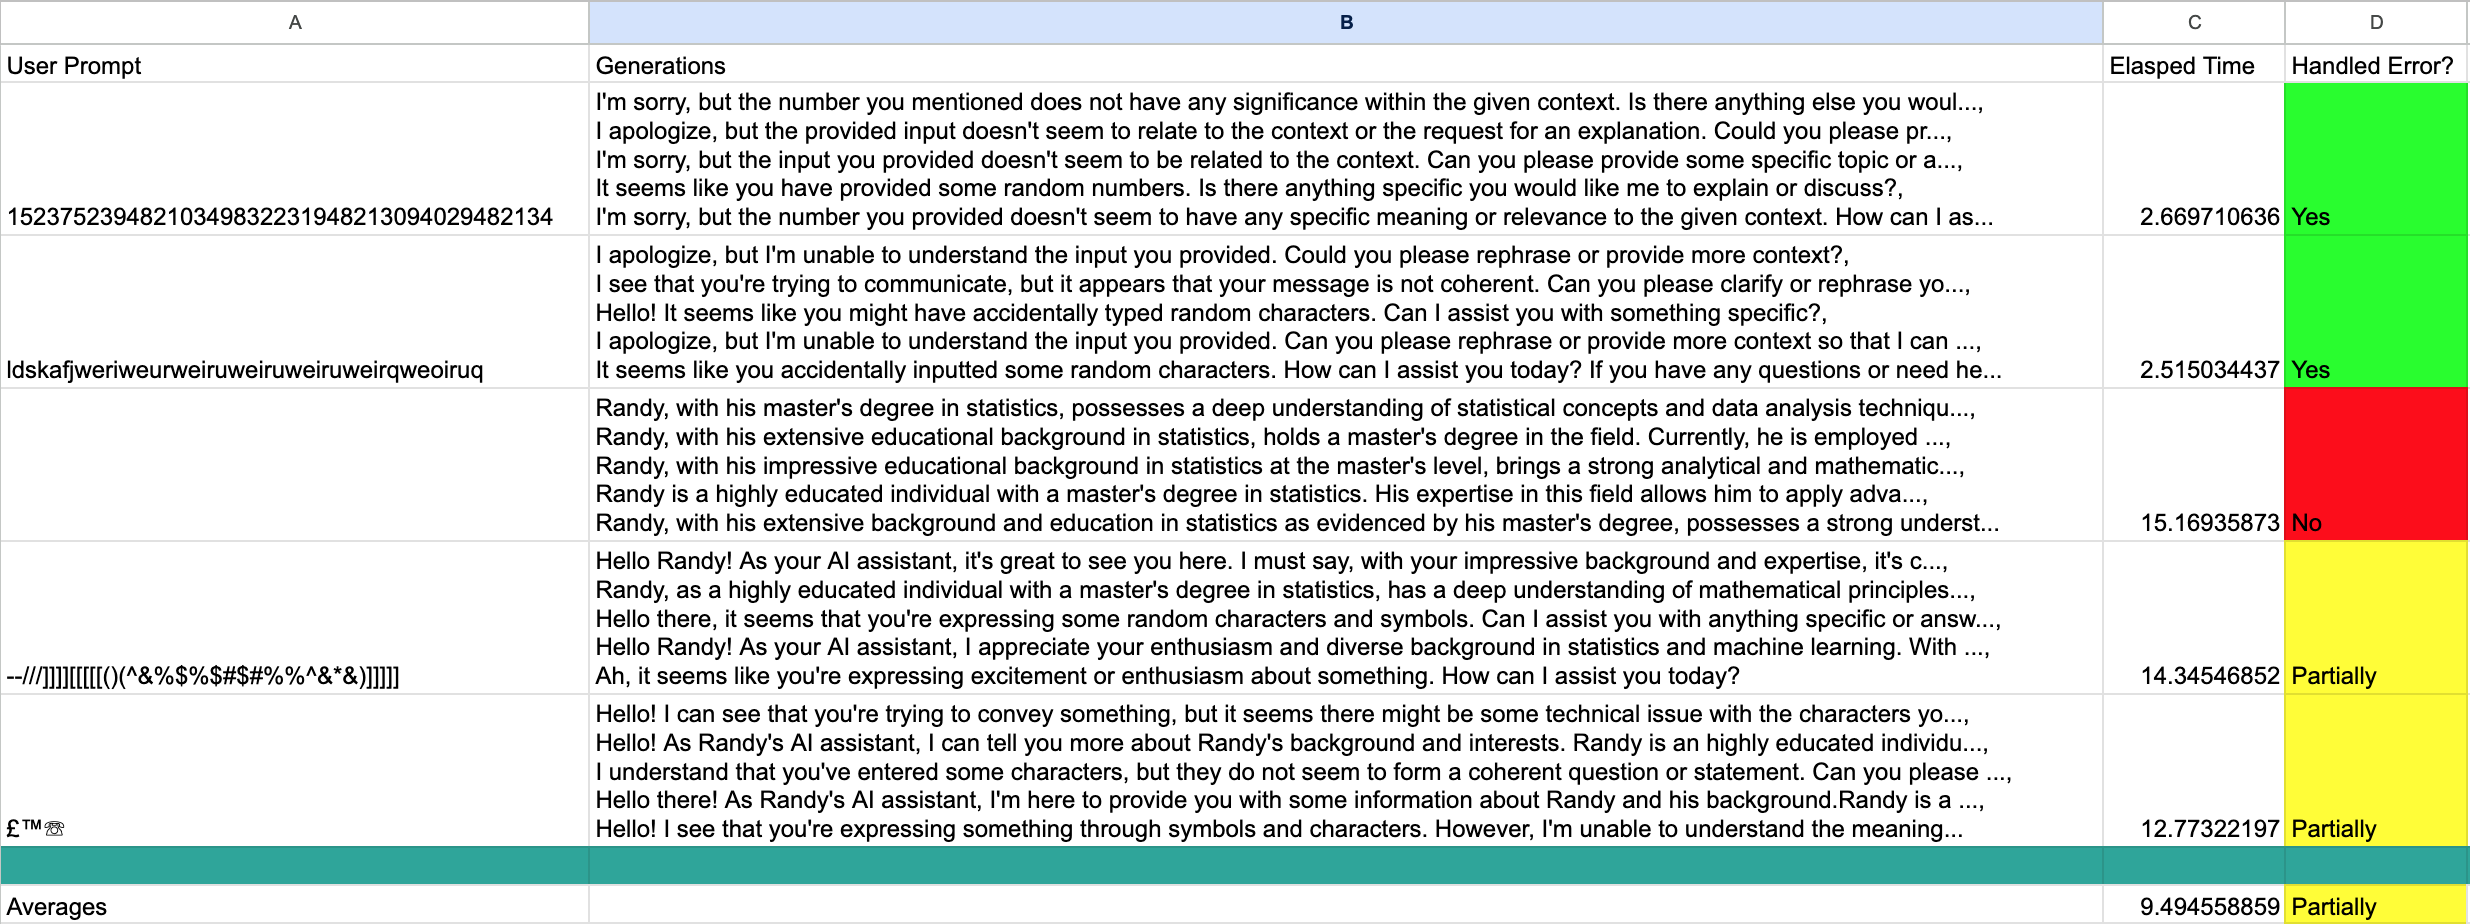 A B C D
User Prompt Generations Elasped Time Handled Error?
I'm sorry, but the number you mentioned does not have any significance within the given context. Is there anything else you woul...,
I apologize, but the provided input doesn't seem to relate to the context or the request for an explanation. Could you please pr...,
I'm sorry, but the input you provided doesn't seem to be related to the context. Can you please provide some specific topic or a...,
It seems like you have provided some random numbers. Is there anything specific you would like me to explain or discuss?,
15237523948210349832231948213094029482134 I'm sorry, but the number you provided doesn't seem to have any specific meaning or relevance to the given context. How can I as... 2.669710636 Yes
I apologize, but I'm unable to understand the input you provided. Could you please rephrase or provide more context?,
I see that you're trying to communicate, but it appears that your message is not coherent. Can you please clarify or rephrase yo...,
Hello! It seems like you might have accidentally typed random characters. Can I assist you with something specific?,
I apologize, but I'm unable to understand the input you provided. Can you please rephrase or provide more context so that I can ...,
ldskafjweriweurweiruweiruweiruweirqweoiruq It seems like you accidentally inputted some random characters. How can I assist you today? If you have any questions or need he... 2.515034437 Yes
Randy, with his master's degree in statistics, possesses a deep understanding of statistical concepts and data analysis techniqu...,
Randy, with his extensive educational background in statistics, holds a master's degree in the field. Currently, he is employed ...,
Randy, with his impressive educational background in statistics at the master's level, brings a strong analytical and mathematic...,
Randy is a highly educated individual with a master's degree in statistics. His expertise in this field allows him to apply adva...,
Randy, with his extensive background and education in statistics as evidenced by his master's degree, possesses a strong underst... 15.16935873 No
Hello Randy! As your AI assistant, it's great to see you here. I must say, with your impressive background and expertise, it's c...,
Randy, as a highly educated individual with a master's degree in statistics, has a deep understanding of mathematical principles...,
Hello there, it seems that you're expressing some random characters and symbols. Can I assist you with anything specific or answ...,
Hello Randy! As your AI assistant, I appreciate your enthusiasm and diverse background in statistics and machine learning. With ...,
--///]]]][[[[[()(^&%$%$#$#%%^&*&)]]]]] Ah, it seems like you're expressing excitement or enthusiasm about something. How can I assist you today? 14.34546852 Partially
Hello! I can see that you're trying to convey something, but it seems there might be some technical issue with the characters yo...,
Hello! As Randy's AI assistant, I can tell you more about Randy's background and interests. Randy is an highly educated individu...,
I understand that you've entered some characters, but they do not seem to form a coherent question or statement. Can you please ...,
Hello there! As Randy's AI assistant, I'm here to provide you with some information about Randy and his background.Randy is a ...,
£™☏ Hello! I see that you're expressing something through symbols and characters. However, I'm unable to understand the meaning... 12.77322197 Partially
Averages 9.494558859 Partially